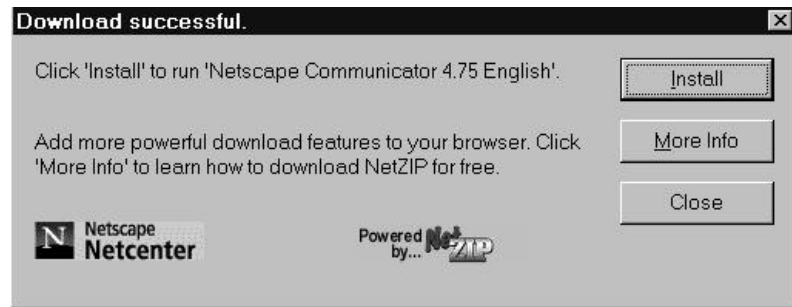 Download successful.
Click 'Install' to run 'Netscape Communicator 4.75 English'.
Install
Add more powerful download features to your browser. Click
'More Info' to learn how to download NetZIP for free.
More Info
Close
N
Netscape
Netcenter
Powered
by...
Net
ZIP